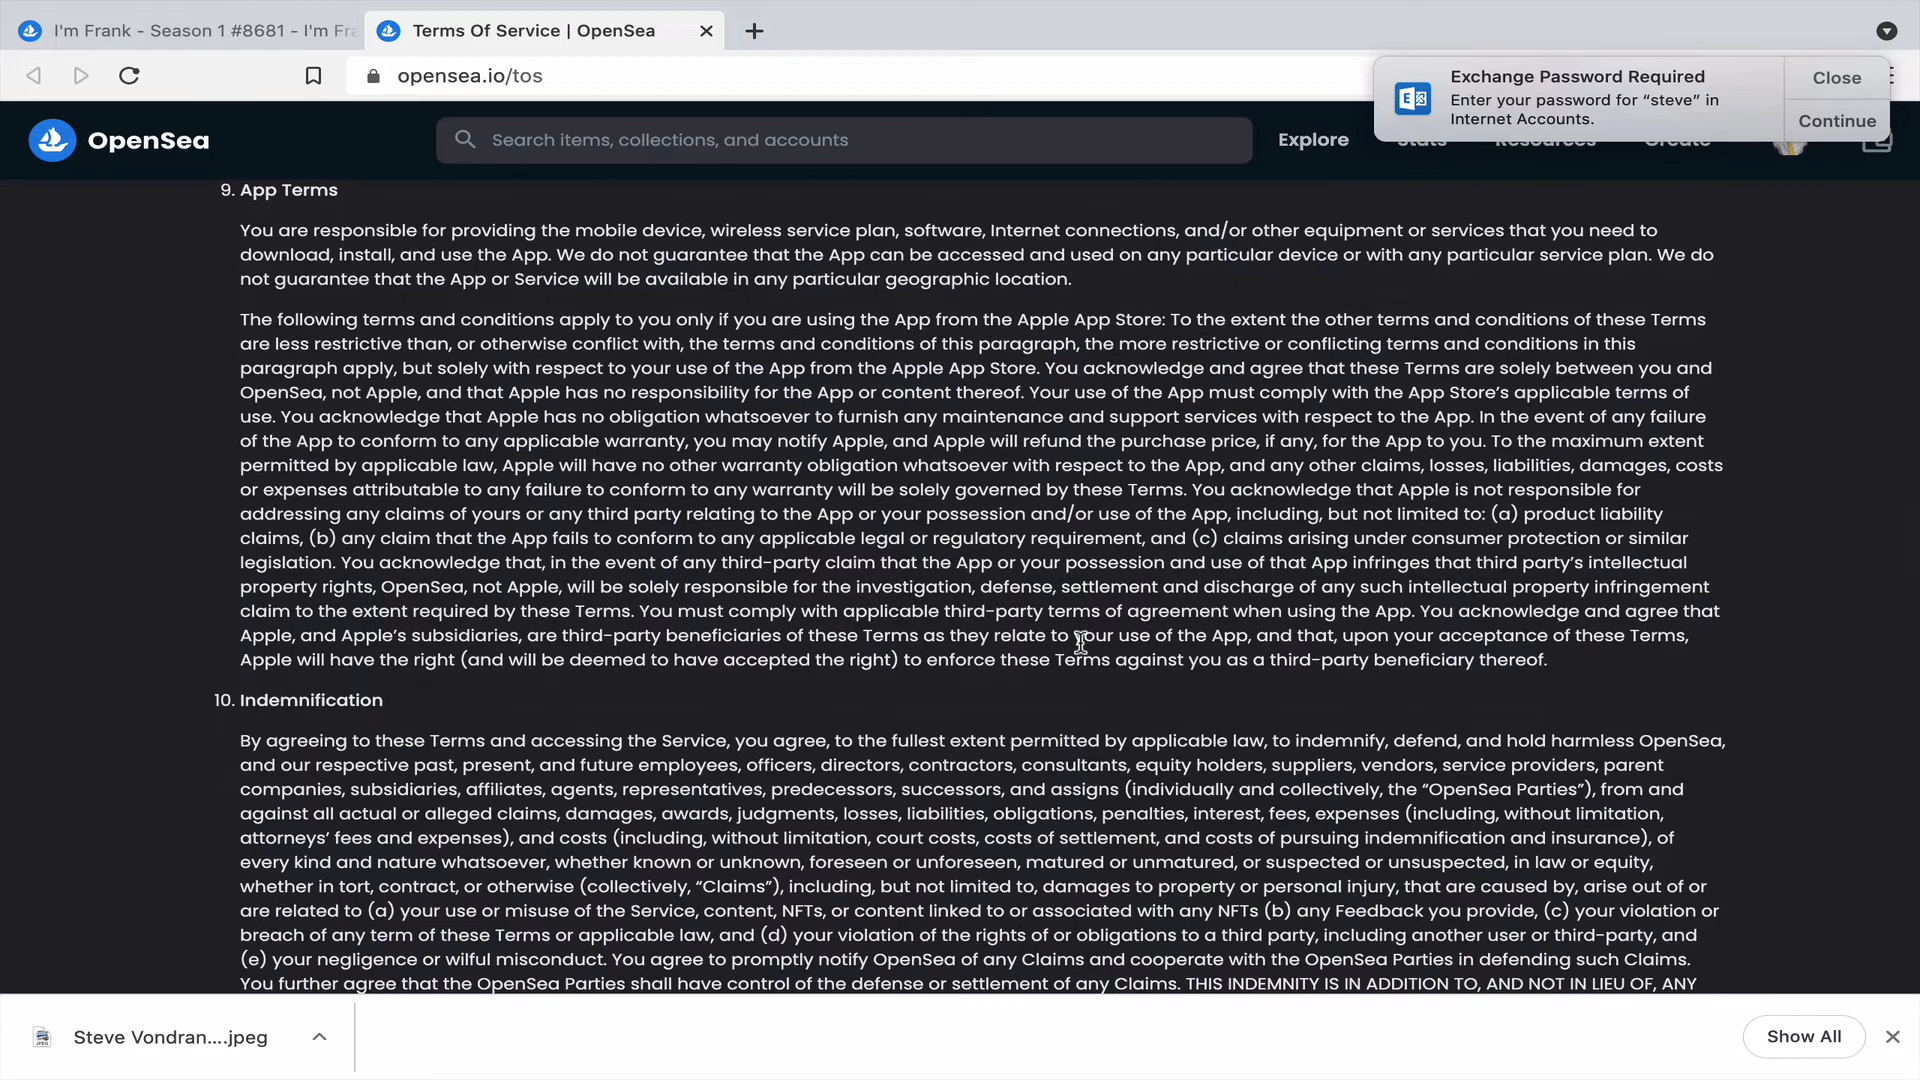 I'm Frank - Season 1 #8681 - I'm Fra
Terms Of Service | OpenSea
opensea.io/tos
Exchange Password Required
Enter your password for “steve” in
Internet Accounts.
Close
Continue
OpenSea
Search items, collections, and accounts
Explore
Stats
Resources
Create
9. App Terms
You are responsible for providing the mobile device, wireless service plan, software, Internet connections, and/or other equipment or services that you need to
download, install, and use the App. We do not guarantee that the App can be accessed and used on any particular device or with any particular service plan. We do
not guarantee that the App or Service will be available in any particular geographic location.
The following terms and conditions apply to you only if you are using the App from the Apple App Store: To the extent the other terms and conditions of these Terms
are less restrictive than, or otherwise conflict with, the terms and conditions of this paragraph, the more restrictive or conflicting terms and conditions in this
paragraph apply, but solely with respect to your use of the App from the Apple App Store. You acknowledge and agree that these Terms are solely between you and
OpenSea, not Apple, and that Apple has no responsibility for the App or content thereof. Your use of the App must comply with the App Store’s applicable terms of
use. You acknowledge that Apple has no obligation whatsoever to furnish any maintenance and support services with respect to the App. In the event of any failure
of the App to conform to any applicable warranty, you may notify Apple, and Apple will refund the purchase price, if any, for the App to you. To the maximum extent
permitted by applicable law, Apple will have no other warranty obligation whatsoever with respect to the App, and any other claims, losses, liabilities, damages, costs
or expenses attributable to any failure to conform to any warranty will be solely governed by these Terms. You acknowledge that Apple is not responsible for
addressing any claims of yours or any third party relating to the App or your possession and/or use of the App, including, but not limited to: (a) product liability
claims, (b) any claim that the App fails to conform to any applicable legal or regulatory requirement, and (c) claims arising under consumer protection or similar
legislation. You acknowledge that, in the event of any third-party claim that the App or your possession and use of that App infringes that third party’s intellectual
property rights, OpenSea, not Apple, will be solely responsible for the investigation, defense, settlement and discharge of any such intellectual property infringement
claim to the extent required by these Terms. You must comply with applicable third-party terms of agreement when using the App. You acknowledge and agree that
Apple, and Apple’s subsidiaries, are third-party beneficiaries of these Terms as they relate to your use of the App, and that, upon your acceptance of these Terms,
Apple will have the right (and will be deemed to have accepted the right) to enforce these Terms against you as a third-party beneficiary thereof.
10. Indemnification
By agreeing to these Terms and accessing the Service, you agree, to the fullest extent permitted by applicable law, to indemnify, defend, and hold harmless OpenSea,
and our respective past, present, and future employees, officers, directors, contractors, consultants, equity holders, suppliers, vendors, service providers, parent
companies, subsidiaries, affiliates, agents, representatives, predecessors, successors, and assigns (individually and collectively, the “OpenSea Parties”), from and
against all actual or alleged claims, damages, awards, judgments, losses, liabilities, obligations, penalties, interest, fees, expenses (including, without limitation,
attorneys’ fees and expenses), and costs (including, without limitation, court costs, costs of settlement, and costs of pursuing indemnification and insurance), of
every kind and nature whatsoever, whether known or unknown, foreseen or unforeseen, matured or unmatured, or suspected or unsuspected, in law or equity,
whether in tort, contract, or otherwise (collectively, “Claims”), including, but not limited to, damages to property or personal injury, that are caused by, arise out of or
are related to (a) your use or misuse of the Service, content, NFTs, or content linked to or associated with any NFTs (b) any Feedback you provide, (c) your violation or
breach of any term of these Terms or applicable law, and (d) your violation of the rights of or obligations to a third party, including another user or third-party, and
(e) your negligence or wilful misconduct. You agree to promptly notify OpenSea of any Claims and cooperate with the OpenSea Parties in defending such Claims.
You further agree that the OpenSea Parties shall have control of the defense or settlement of any Claims. THIS INDEMNITY IS IN ADDITION TO, AND NOT IN LIEU OF, ANY
Steve Vondran....jpeg
Show All